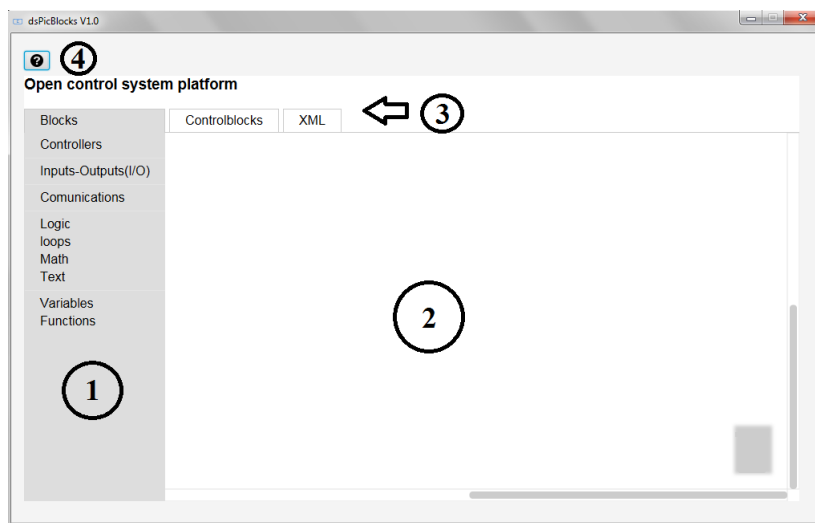 dsPicBlocks V1.0
? 4
Open control system platform
Blocks Controlblocks XML 3
Controllers
Inputs-Outputs(I/O)
Comunications
Logic
loops
Math
Text
Variables
Functions
2
1